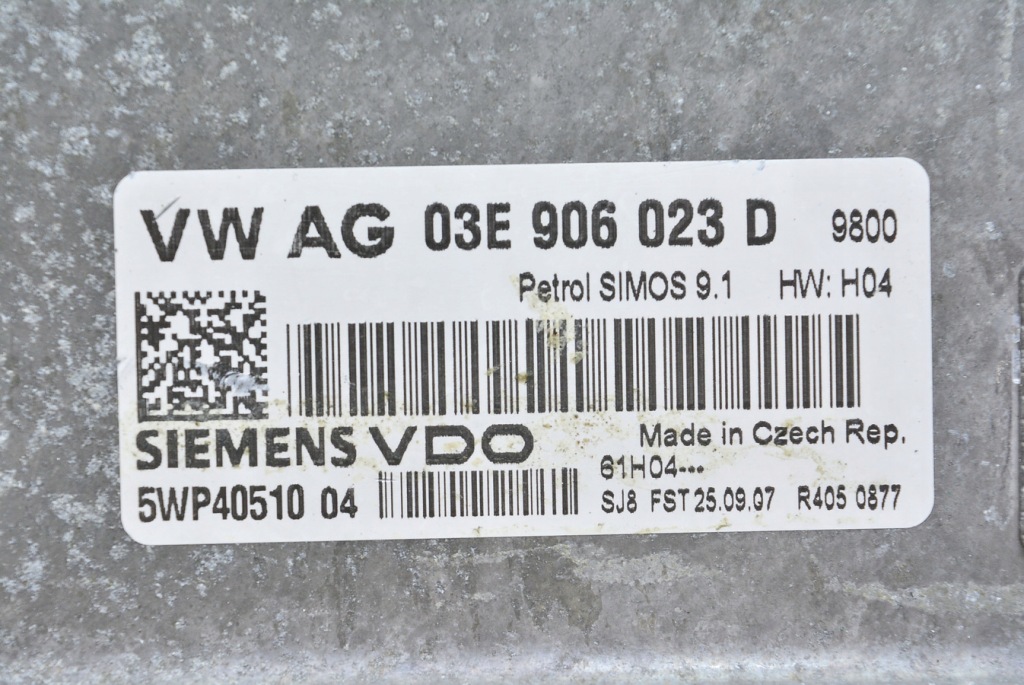 VW AG 03E 906 023 D 9800
Petrol SIMOS 9.1 HW: H04
SIEMENS VDO Made in Czech Rep.
61H04---
5WP40510 04 SJ8 FST 25.09.07 R405 0877